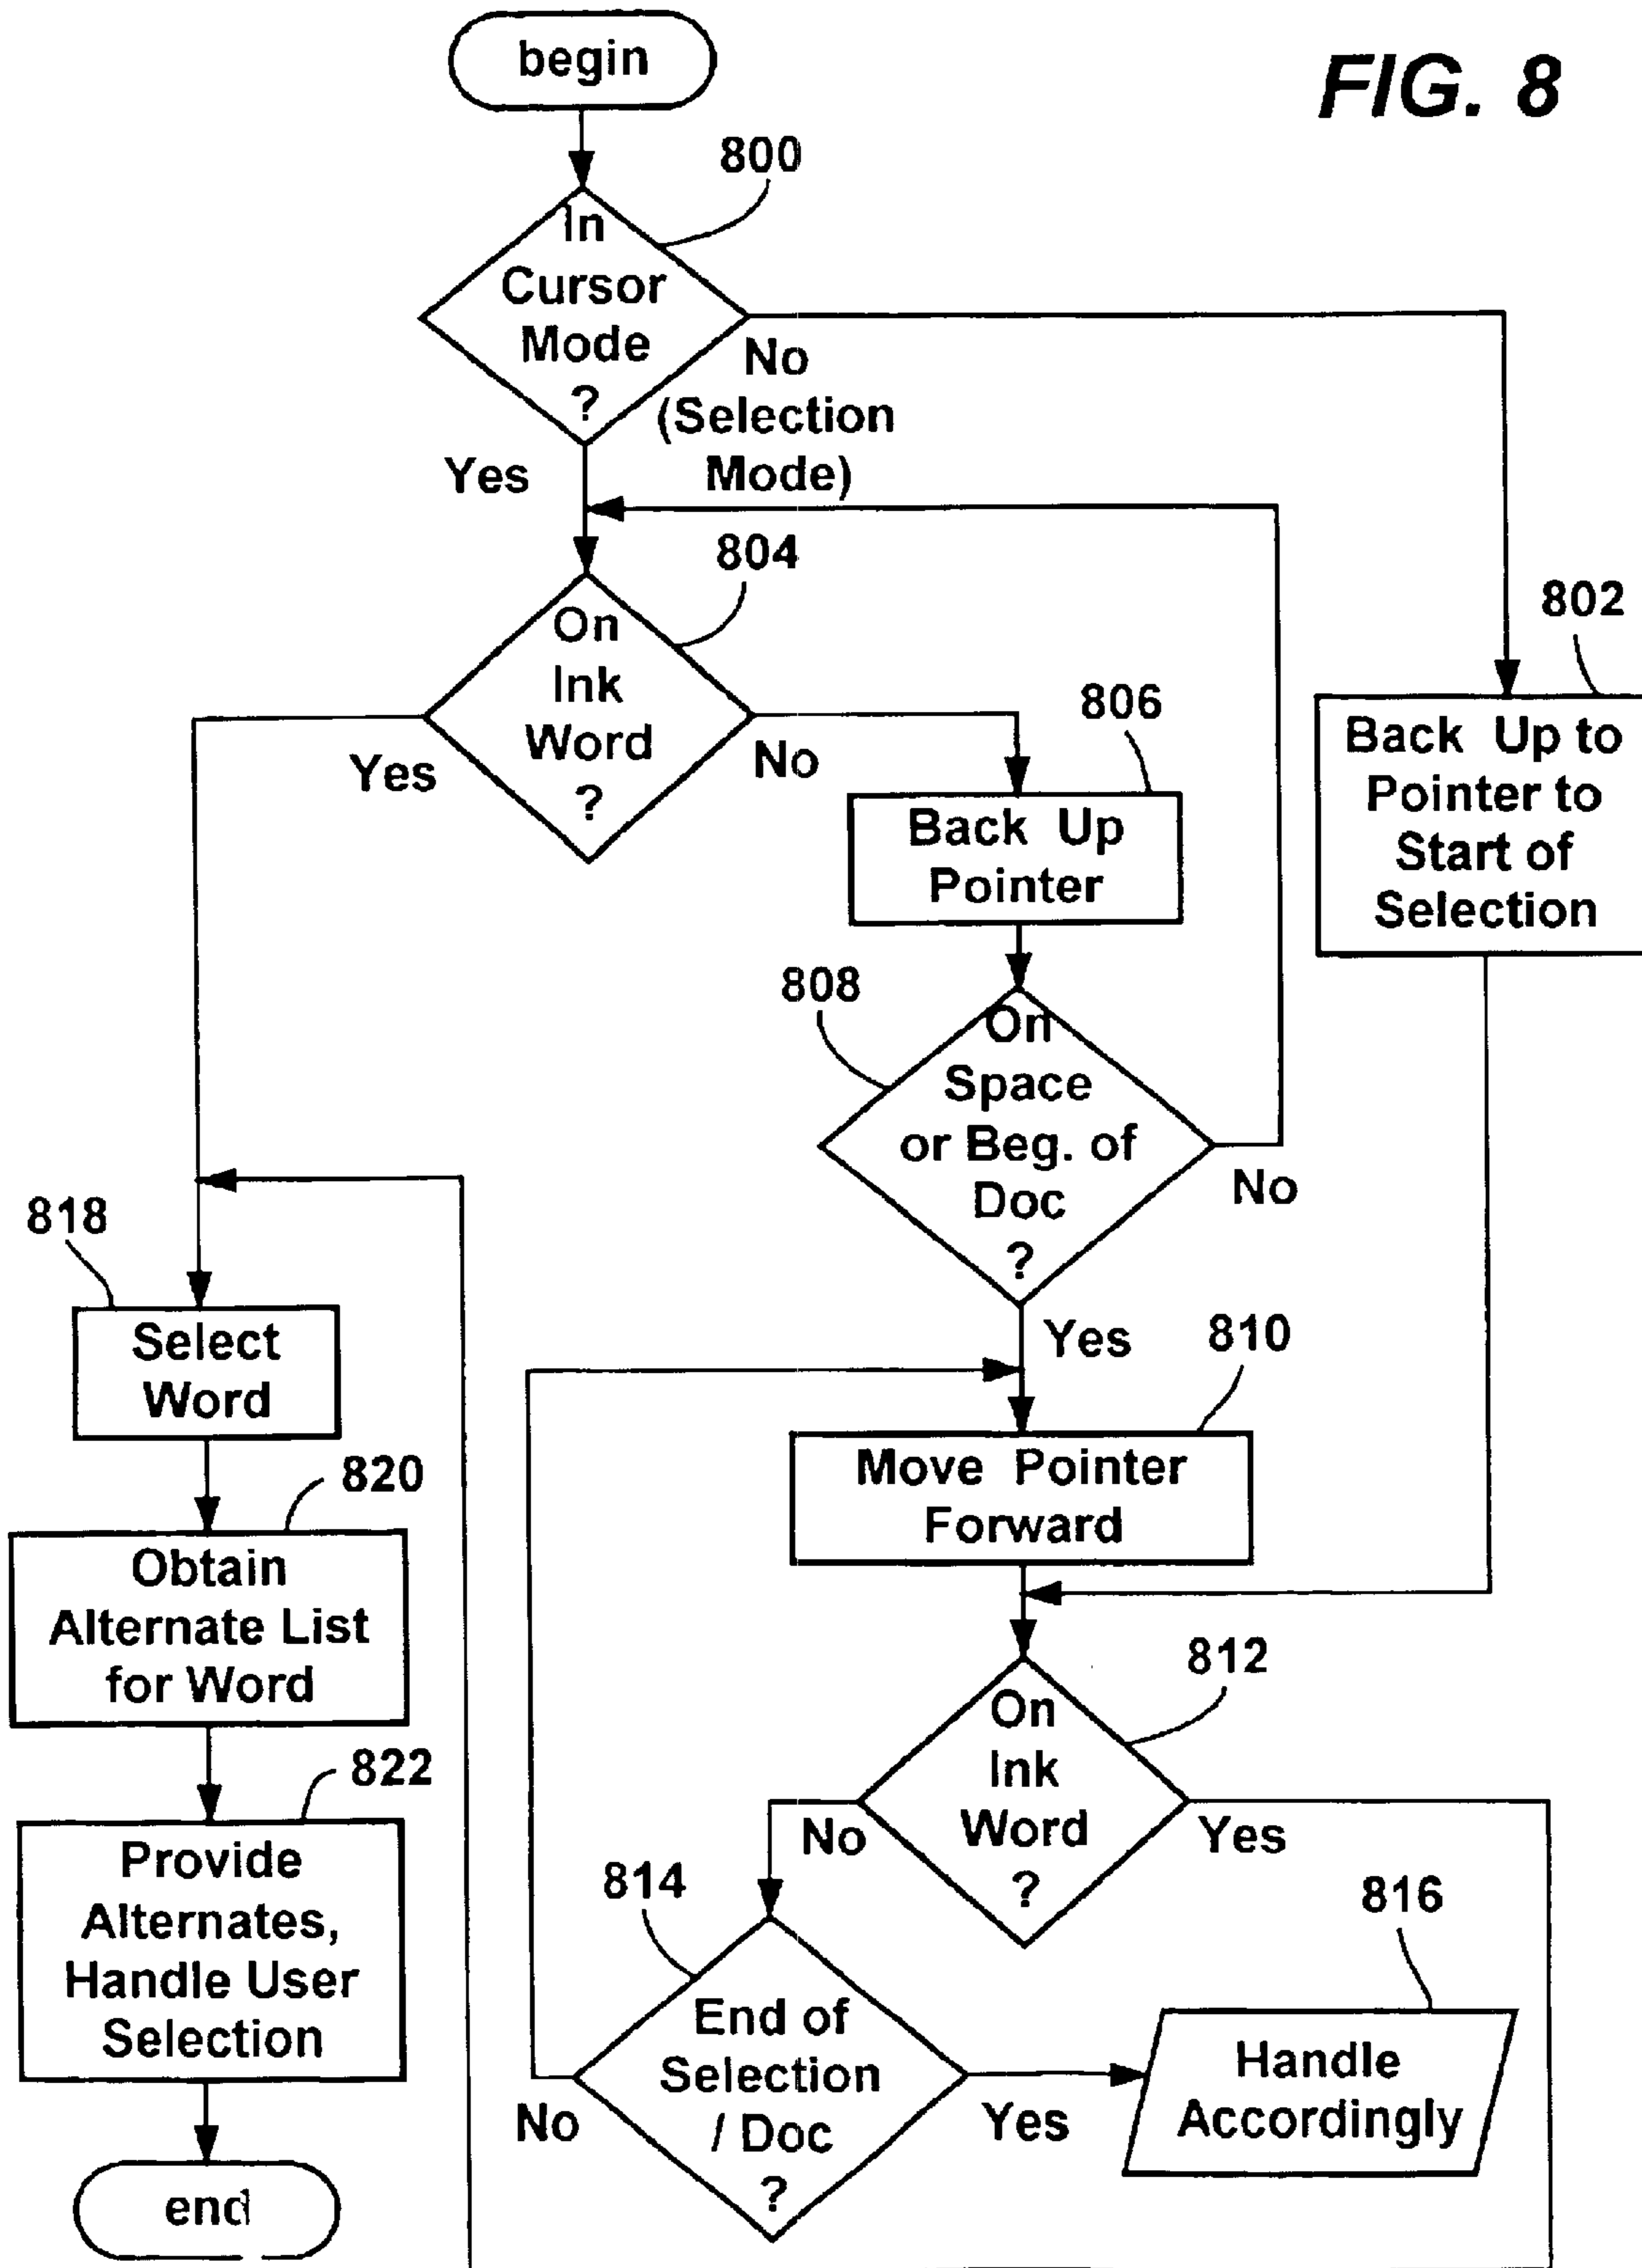 begin
FIG. 8
800
In
Cursor
Mode
?
No
(Selection
Mode)
Yes
804
On
Ink
Word
?
Yes
No
802
Back Up to
Pointer to
Start of
Selection
806
Back Up
Pointer
808
On
Space
or Beg. of
Doc
?
No
Yes
810
Move Pointer
Forward
812
On
Ink
Word
?
No
Yes
814
End of
Selection
/ Doc
?
No
Yes
816
Handle
Accordingly
818
Select
Word
820
Obtain
Alternate List
for Word
822
Provide
Alternates,
Handle User
Selection
end